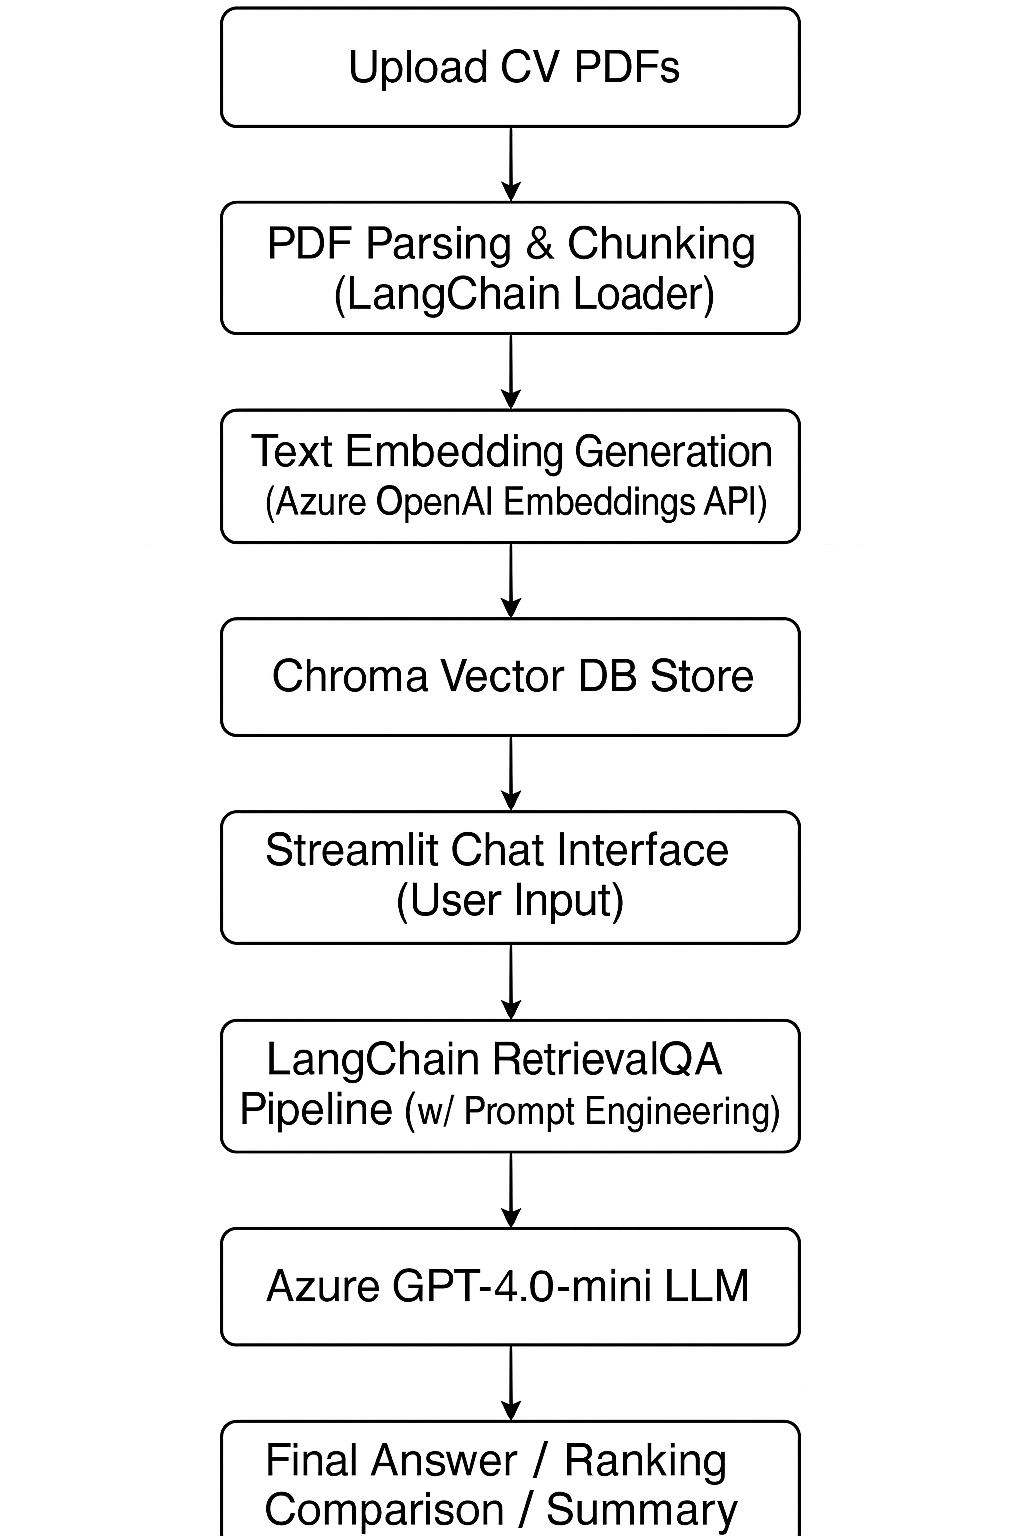 Upload CV PDFs
PDF Parsing & Chunking
(LangChain Loader)
Text Embedding Generation
(Azure OpenAI Embeddings API)
Chroma Vector DB Store
Streamlit Chat Interface
(User Input)
LangChain RetrievalQA
Pipeline (w/ Prompt Engineering)
Azure GPT-4.0-mini LLM
Final Answer / Ranking
Comparison / Summary